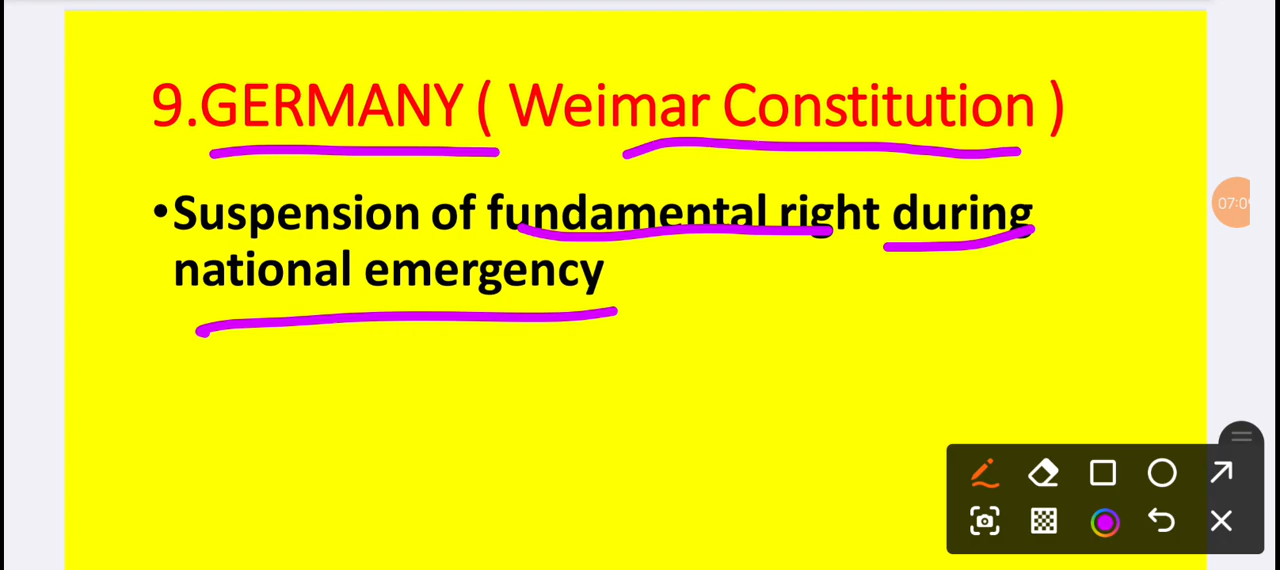 9.GERMANY ( Weimar Constitution )
•Suspension of fundamental right during
national emergency